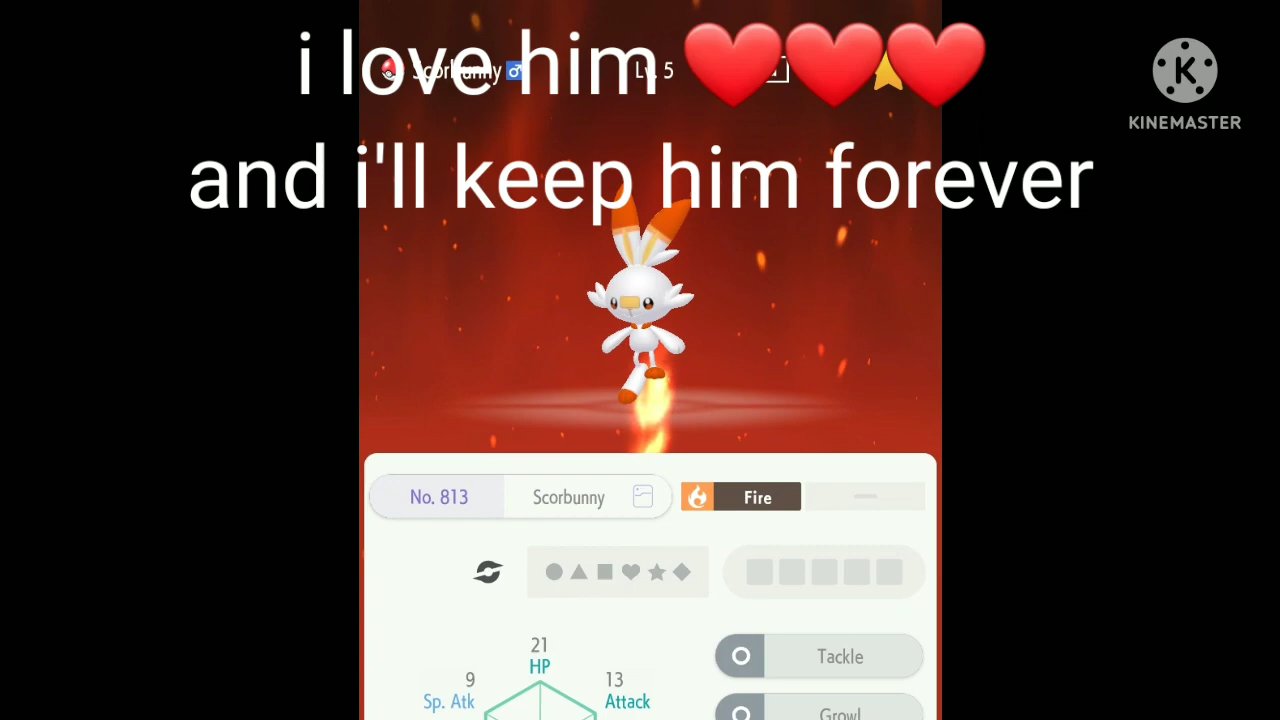 i love him ❤❤❤
Scorbunny ♂ Lv. 5
and i'll keep him forever
K
KINEMASTER
No. 813 Scorbunny Fire
21
HP
9 13
Sp. Atk Attack
Tackle
Growl